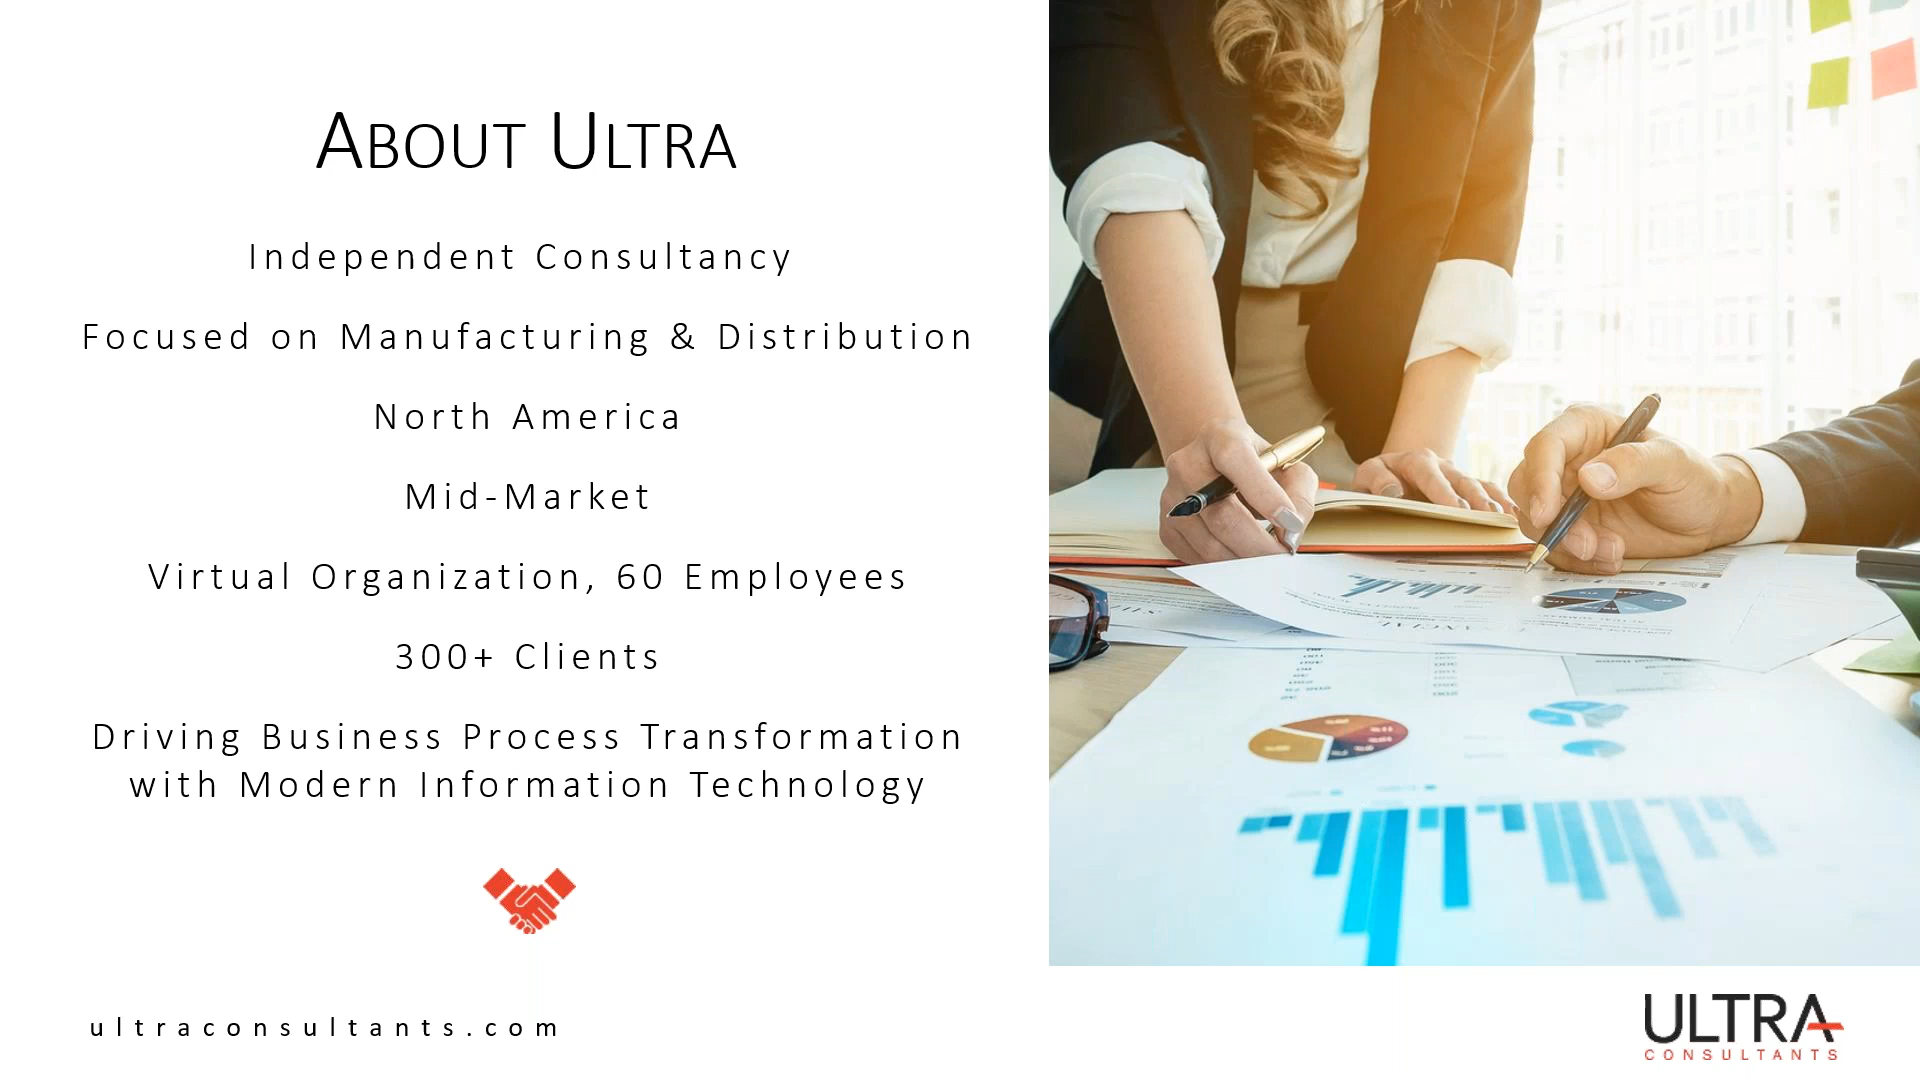 ABOUT ULTRA
Independent Consultancy
Focused on Manufacturing & Distribution
North America
Mid-Market
Virtual Organization, 60 Employees
300+ Clients
Driving Business Process Transformation
with Modern Information Technology
ultraconsultants.com
ULTRA
CONSULTANTS